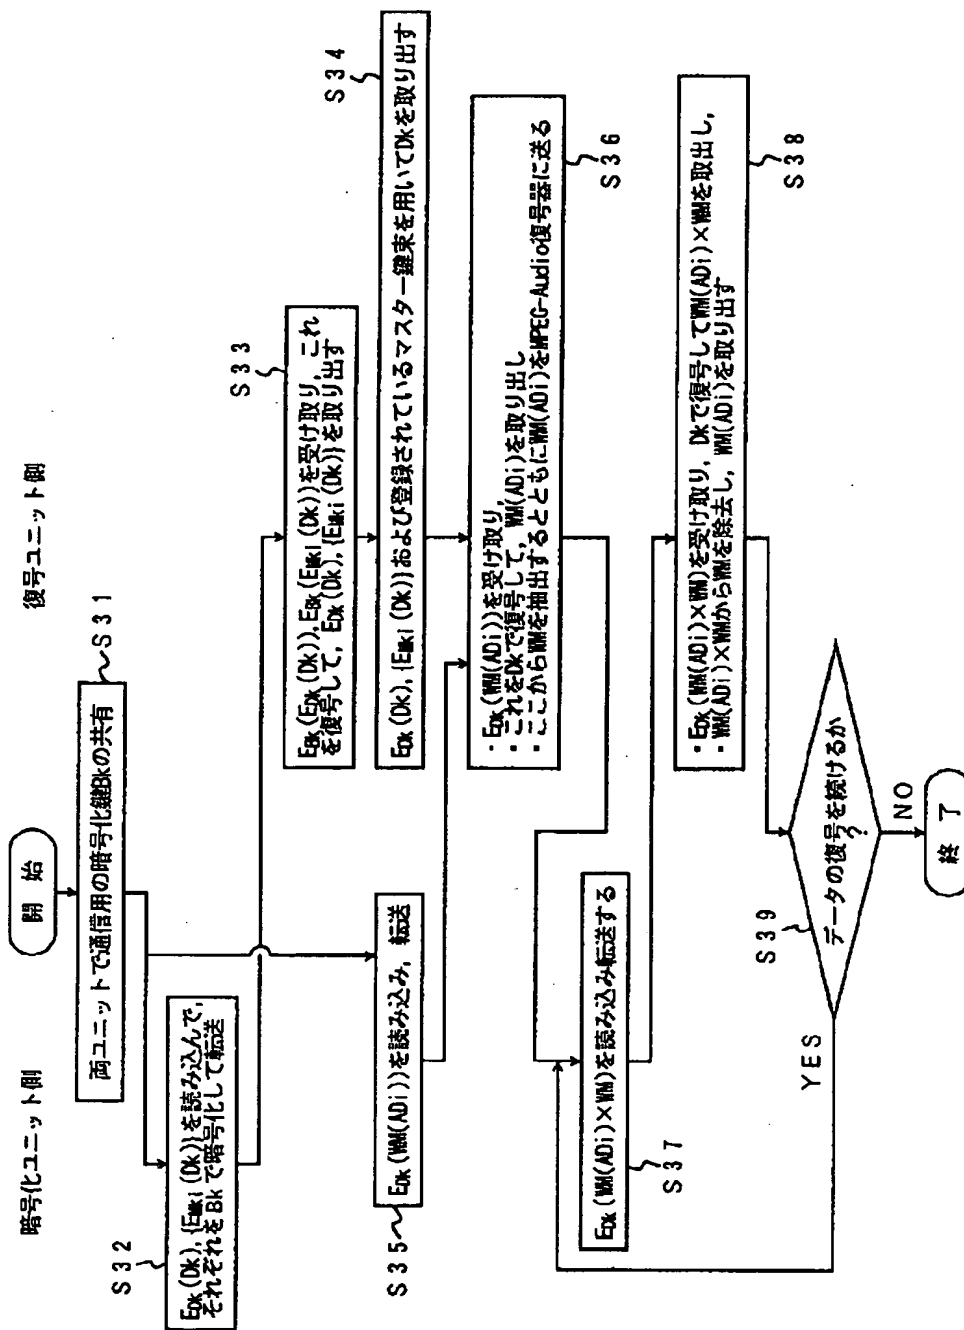 暗号化ユニット側
復号ユニット側
開 始
両ユニットで通信用の暗号化鍵Bkの共有
S31
EDk(Dk), {EMki(Dk)}を読み込んで,
それぞれをBkで暗号化して転送
S32
EBk(EDk(Dk)), EBk(EMki(Dk))を受け取り, これ
を復号して, EDk(Dk), {EMki(Dk)}を取り出す
S33
EDk(Dk), {EMki(Dk)}および登録されているマスター鍵束を用いてDkを取り出す
S34
EDk(WM(ADi))を読み込み, 転送
S35
・EDk(WM(ADi))を受け取り,
・これをDkで復号して, WM(ADi)を取り出し
・ここからWMを抽出するとともにWM(ADi)をMPEG-Audio復号器に送る
S36
EDk(WM(ADi)×WM)を読み込み転送する
S37
・EDk(WM(ADi)×WM)を受け取り, Dkで復号してWM(ADi)×WMを取出し,
・WM(ADi)×WMからWMを除去し, WM(ADi)を取り出す
S38
データの復号を続けるか
?
S39
YES
NO
終 了